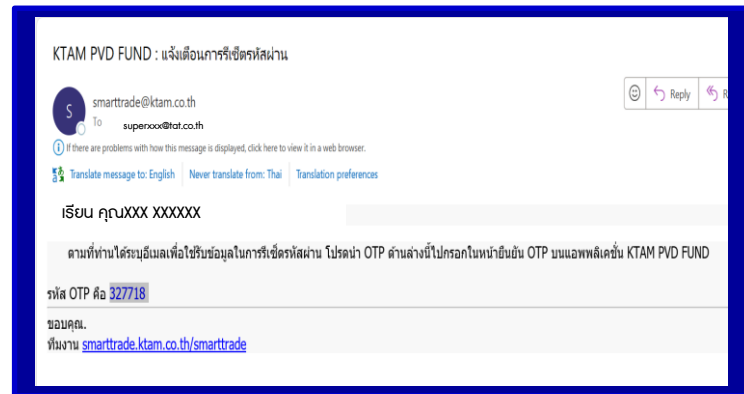 KTAM PVD FUND : แจ้งเตือนการรีเซ็ตรหัสผ่าน
S
smarttrade@ktam.co.th
To superxxx@tat.co.th
Reply
R
If there are problems with how this message is displayed, click here to view it in a web browser.
Translate message to: English Never translate from: Thai Translation preferences
เรียน คุณXXX XXXXXX
ตามที่ท่านได้ระบุอีเมลเพื่อใช้รับข้อมูลในการรีเซ็ตรหัสผ่าน โปรดนำ OTP ด้านล่างนี้ไปกรอกในหน้ายืนยัน OTP บนแอพพลิเคชั่น KTAM PVD FUND
รหัส OTP คือ 327718
ขอบคุณ.
ทีมงาน smarttrade.ktam.co.th/smarttrade